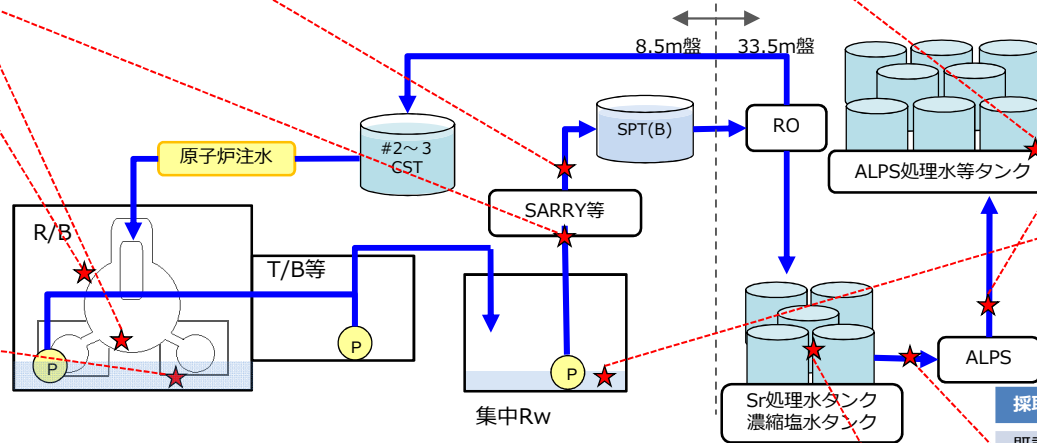 8.5m盤
33.5m盤
SPT(B)
RO
#2～3
CST
原子炉注水
ALPS処理水等タンク
SARRY等
R/B
T/B等
P
P
P
ALPS
Sr処理水タンク
濃縮塩水タンク
集中Rw
採